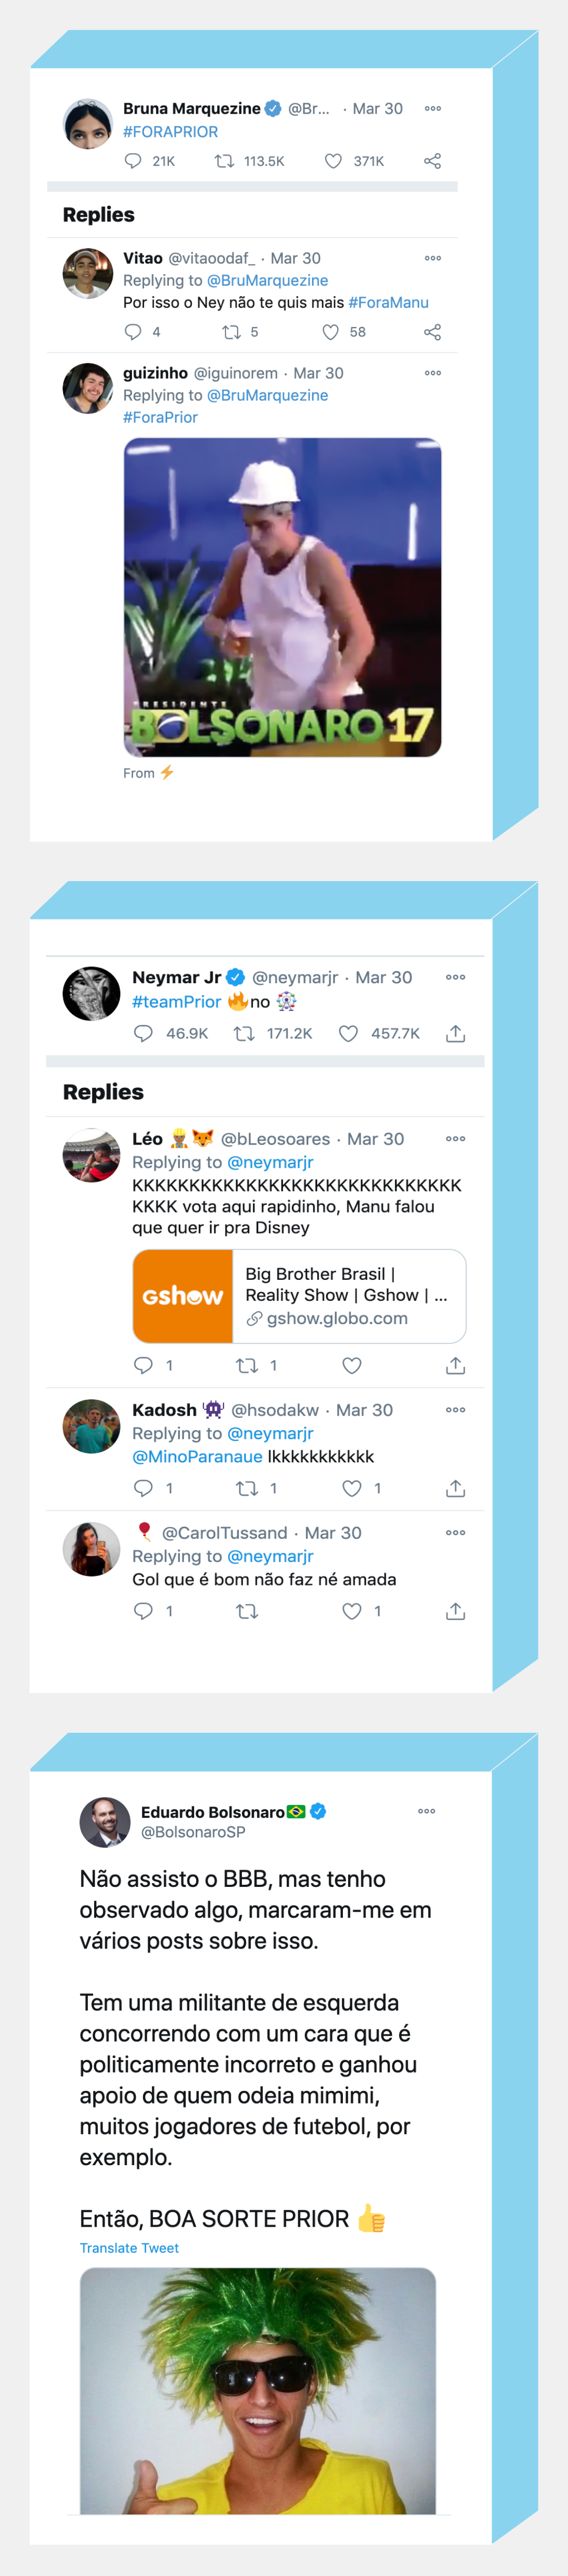 Bruna Marquezine @Br... · Mar 30
#FORAPRIOR
21K 113.5K 371K
Replies
Vitao @vitaoodaf_ · Mar 30
Replying to @BruMarquezine
Por isso o Ney não te quis mais #ForaManu
4 5 58
guizinho @iguinorem · Mar 30
Replying to @BruMarquezine
#ForaPrior
PRESIDENTE
BOLSONARO 17
From ⚡
Neymar Jr @neymarjr · Mar 30
#teamPrior 🔥no 🎡
46.9K 171.2K 457.7K
Replies
Léo 👷🏽🦊 @bLeosoares · Mar 30
Replying to @neymarjr
KKKKKKKKKKKKKKKKKKKKKKKKKKKKK
KKKK vota aqui rapidinho, Manu falou
que quer ir pra Disney
gshow
Big Brother Brasil |
Reality Show | Gshow | ...
gshow.globo.com
1 1
Kadosh 👾 @hsodakw · Mar 30
Replying to @neymarjr
@MinoParanaue lkkkkkkkkkkk
1 1 1
🎈 @CarolTussand · Mar 30
Replying to @neymarjr
Gol que é bom não faz né amada
1 1
Eduardo Bolsonaro🇧🇷
@BolsonaroSP
Não assisto o BBB, mas tenho
observado algo, marcaram-me em
vários posts sobre isso.
Tem uma militante de esquerda
concorrendo com um cara que é
politicamente incorreto e ganhou
apoio de quem odeia mimimi,
muitos jogadores de futebol, por
exemplo.
Então, BOA SORTE PRIOR 👍
Translate Tweet